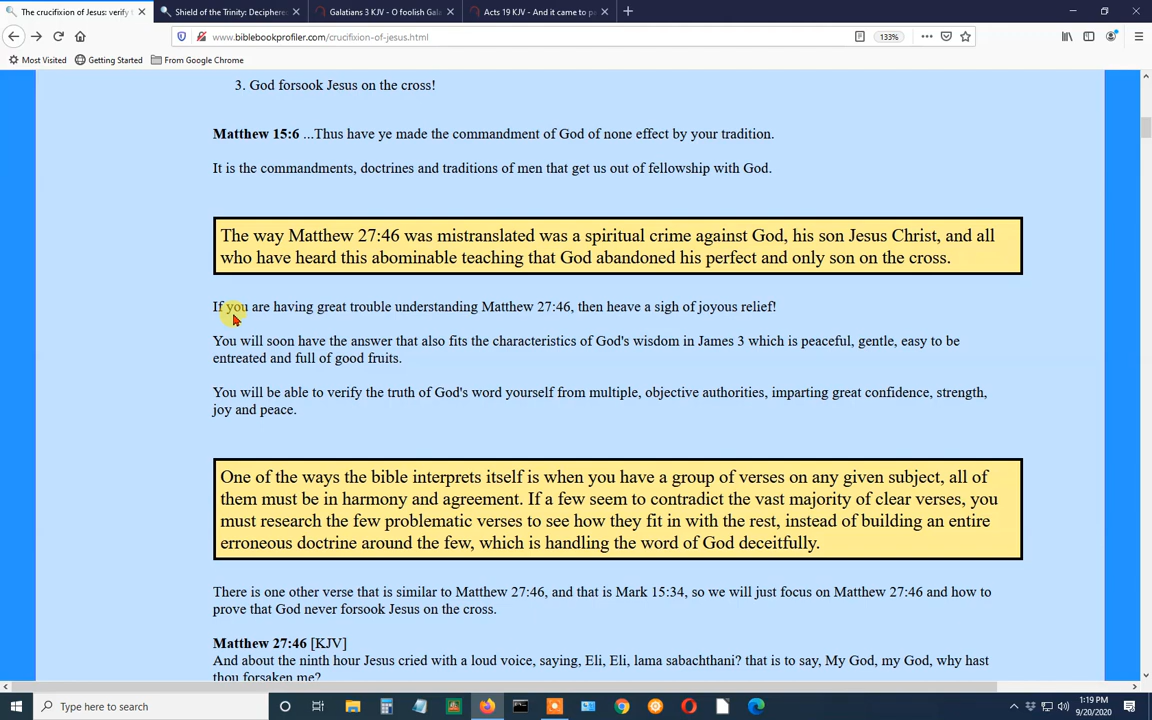 The crucifixion of Jesus: verify
Shield of the Trinity: Deciphere
Galatians 3 KJV - O foolish Gala
Acts 19 KJV - And it came to pa
www.biblebookprofiler.com/crucifixion-of-jesus.html
133%
Most Visited
Getting Started
From Google Chrome
3. God forsook Jesus on the cross!
Matthew 15:6 ...Thus have ye made the commandment of God of none effect by your tradition.
It is the commandments, doctrines and traditions of men that get us out of fellowship with God.
The way Matthew 27:46 was mistranslated was a spiritual crime against God, his son Jesus Christ, and all
who have heard this abominable teaching that God abandoned his perfect and only son on the cross.
If you are having great trouble understanding Matthew 27:46, then heave a sigh of joyous relief!
You will soon have the answer that also fits the characteristics of God's wisdom in James 3 which is peaceful, gentle, easy to be
entreated and full of good fruits.
You will be able to verify the truth of God's word yourself from multiple, objective authorities, imparting great confidence, strength,
joy and peace.
One of the ways the bible interprets itself is when you have a group of verses on any given subject, all of
them must be in harmony and agreement. If a few seem to contradict the vast majority of clear verses, you
must research the few problematic verses to see how they fit in with the rest, instead of building an entire
erroneous doctrine around the few, which is handling the word of God deceitfully.
There is one other verse that is similar to Matthew 27:46, and that is Mark 15:34, so we will just focus on Matthew 27:46 and how to
prove that God never forsook Jesus on the cross.
Matthew 27:46 [KJV]
And about the ninth hour Jesus cried with a loud voice, saying, Eli, Eli, lama sabachthani? that is to say, My God, my God, why hast
thou forsaken me?
Type here to search
1:19 PM
9/20/2020